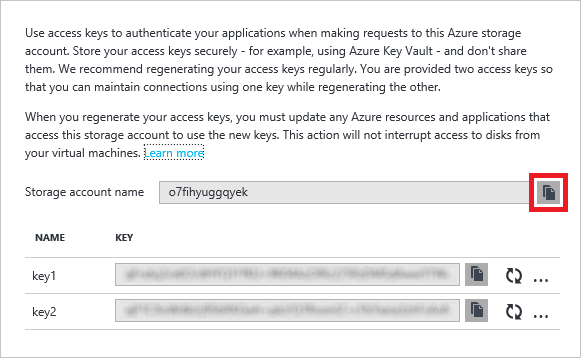 Use access keys to authenticate your applications when making requests to this Azure storage
account. Store your access keys securely - for example, using Azure Key Vault - and don't share
them. We recommend regenerating your access keys regularly. You are provided two access keys so
that you can maintain connections using one key while regenerating the other.
When you regenerate your access keys, you must update any Azure resources and applications that
access this storage account to use the new keys. This action will not interrupt access to disks from
your virtual machines. Learn more
Storage account name o7fihyuggqyek
NAME KEY
key1
key2